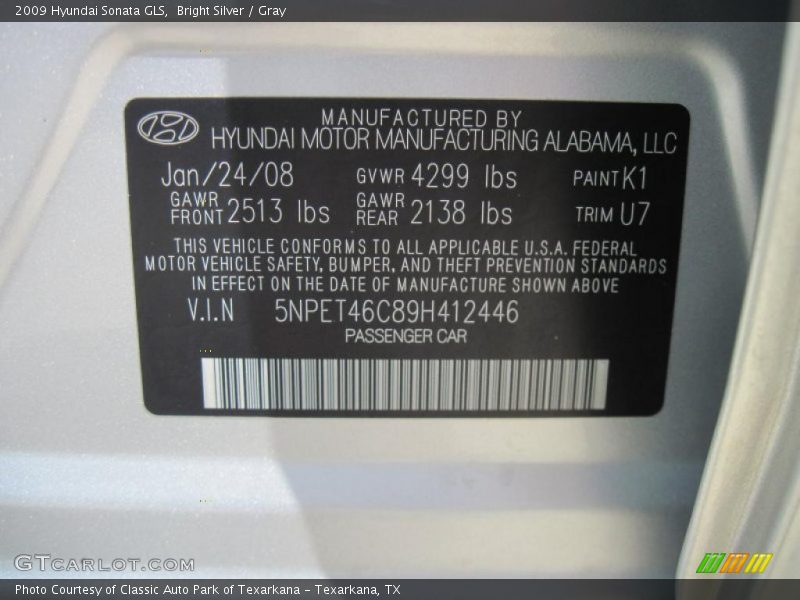 2009 Hyundai Sonata GLS, Bright Silver / Gray
MANUFACTURED BY
HYUNDAI MOTOR MANUFACTURING ALABAMA, LLC
Jan/24/08 GVWR 4299 lbs PAINT K1
GAWR FRONT 2513 lbs GAWR REAR 2138 lbs TRIM U7
THIS VEHICLE CONFORMS TO ALL APPLICABLE U.S.A. FEDERAL
MOTOR VEHICLE SAFETY, BUMPER, AND THEFT PREVENTION STANDARDS
IN EFFECT ON THE DATE OF MANUFACTURE SHOWN ABOVE
V.I.N 5NPET46C89H412446
PASSENGER CAR
GTCARLOT.COM
Photo Courtesy of Classic Auto Park of Texarkana - Texarkana, TX